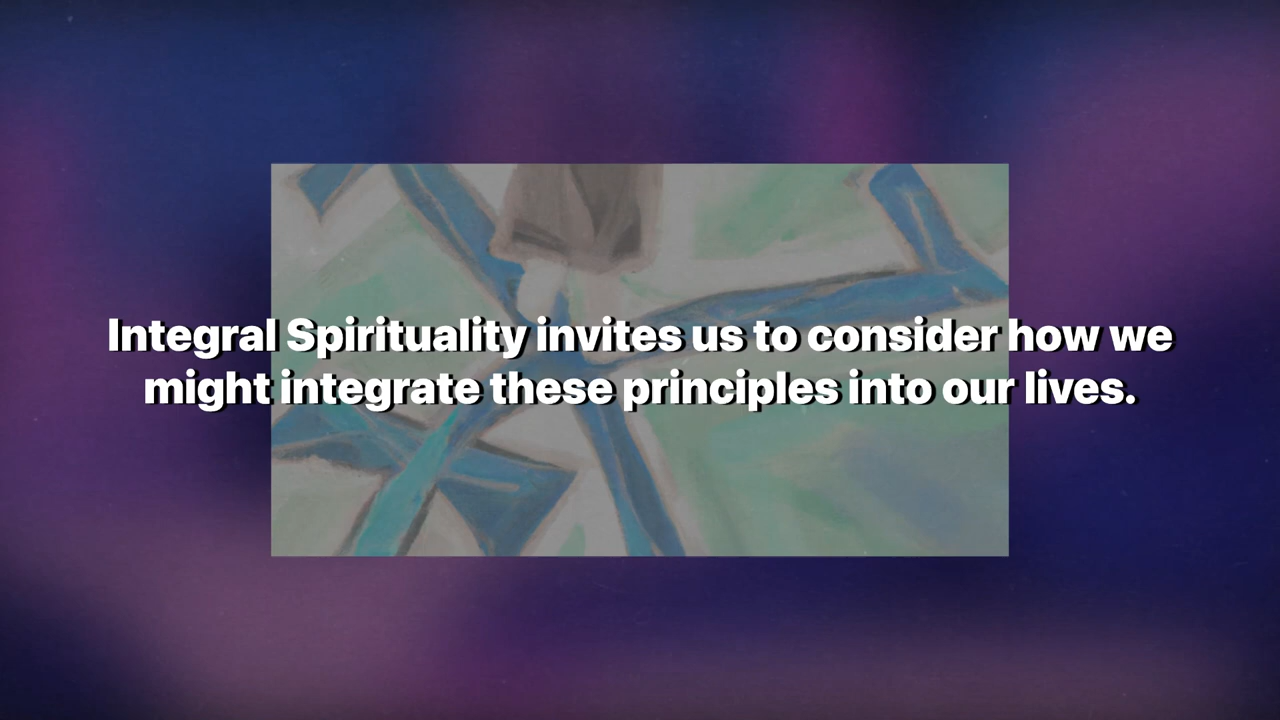 Integral Spirituality invites us to consider how we
might integrate these principles into our lives.